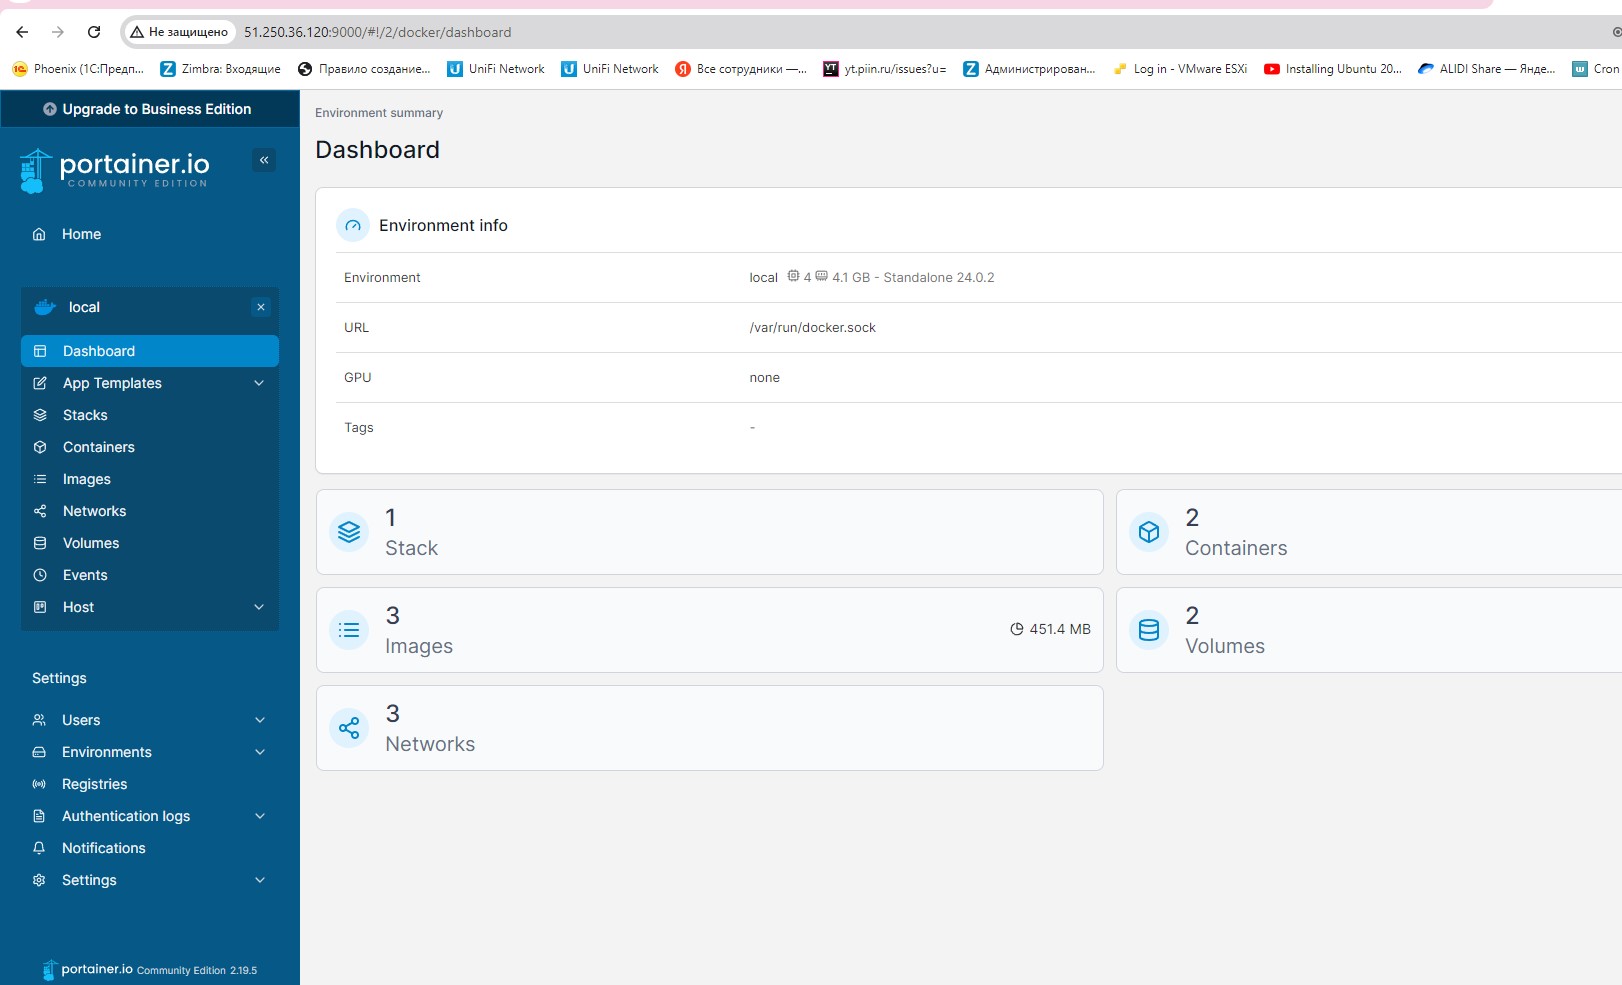 Не защищено 51.250.36.120:9000/#!/2/docker/dashboard
Phoenix (1С:Предп... Zimbra: Входящие Правило создание... UniFi Network UniFi Network Все сотрудники —... yt.piin.ru/issues?u= Администрирован... Log in - VMware ESXi Installing Ubuntu 20... ALIDI Share — Янде... Cron
Upgrade to Business Edition
portainer.io
COMMUNITY EDITION
Home
local
Dashboard
App Templates
Stacks
Containers
Images
Networks
Volumes
Events
Host
Settings
Users
Environments
Registries
Authentication logs
Notifications
Settings
portainer.io Community Edition 2.19.5
Environment summary
Dashboard
Environment info
Environment local 4 4.1 GB - Standalone 24.0.2
URL /var/run/docker.sock
GPU none
Tags -
1
Stack
2
Containers
3
Images
451.4 MB
2
Volumes
3
Networks